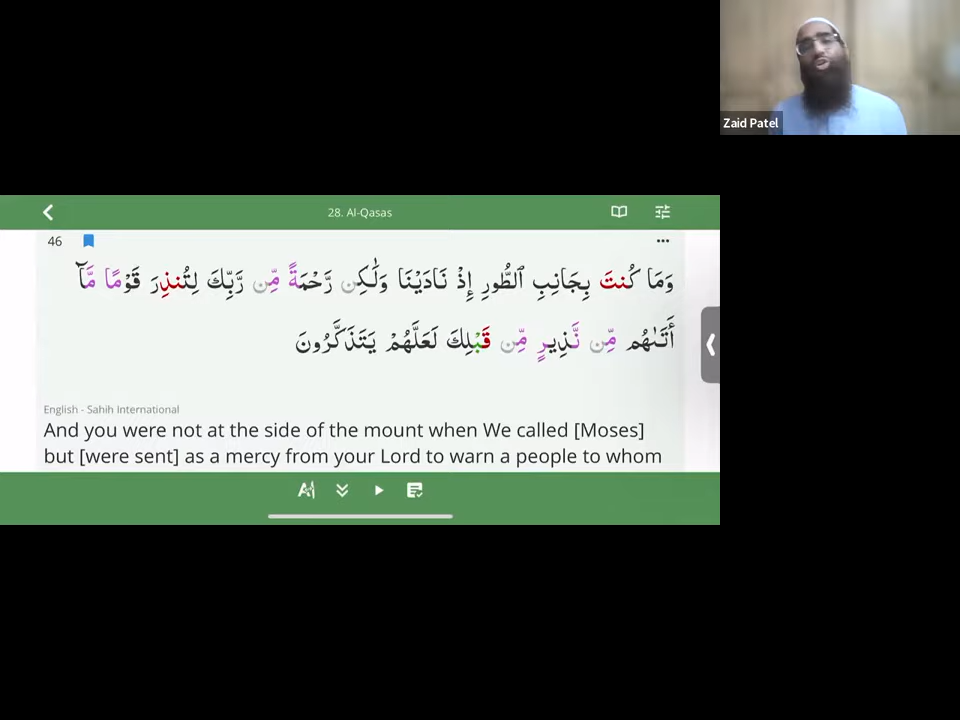 Zaid Patel
28. Al-Qasas
46
وَمَا كُنتَ بِجَانِبِ ٱلطُّورِ إِذْ نَادَيْنَا وَلَٰكِن رَّحْمَةً مِّن رَّبِّكَ لِتُنذِرَ قَوْمًا مَّآ
أَتَىٰهُم مِّن نَّذِيرٍ مِّن قَبْلِكَ لَعَلَّهُمْ يَتَذَكَّرُونَ
English - Sahih International
And you were not at the side of the mount when We called [Moses]
but [were sent] as a mercy from your Lord to warn a people to whom